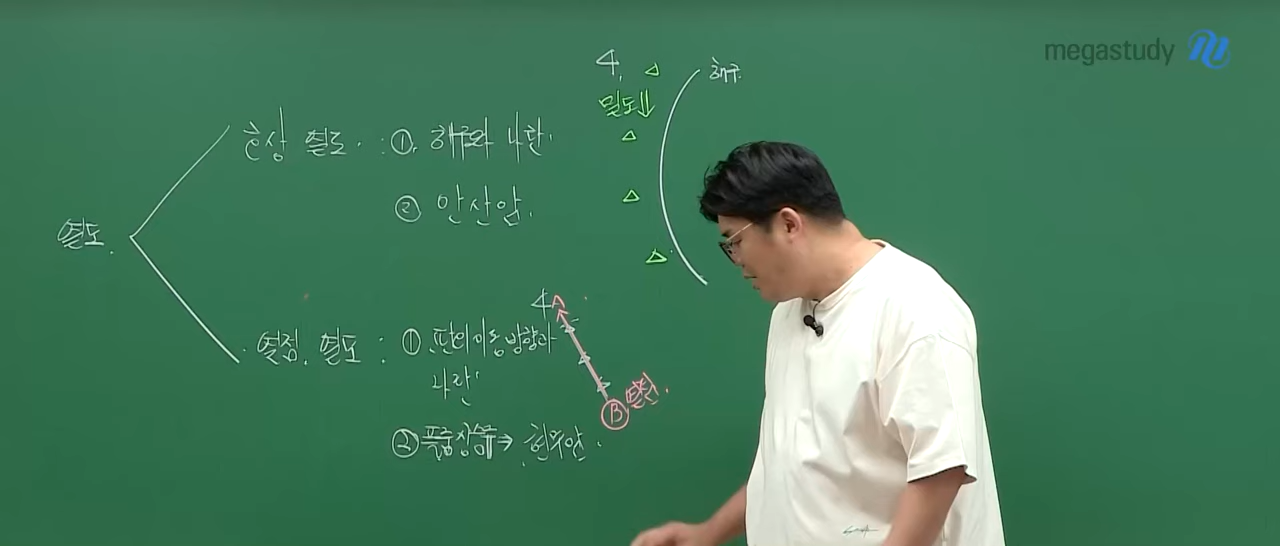 megastudy
4.
해구
밀도↓
호상 열도 : ①. 해구와 나란.
② 안산암.
열도.
열점. 열도 : ① 판의 이동 방향과
나란.
4 A
B 열점.
② 플룸상승 → 현무암.